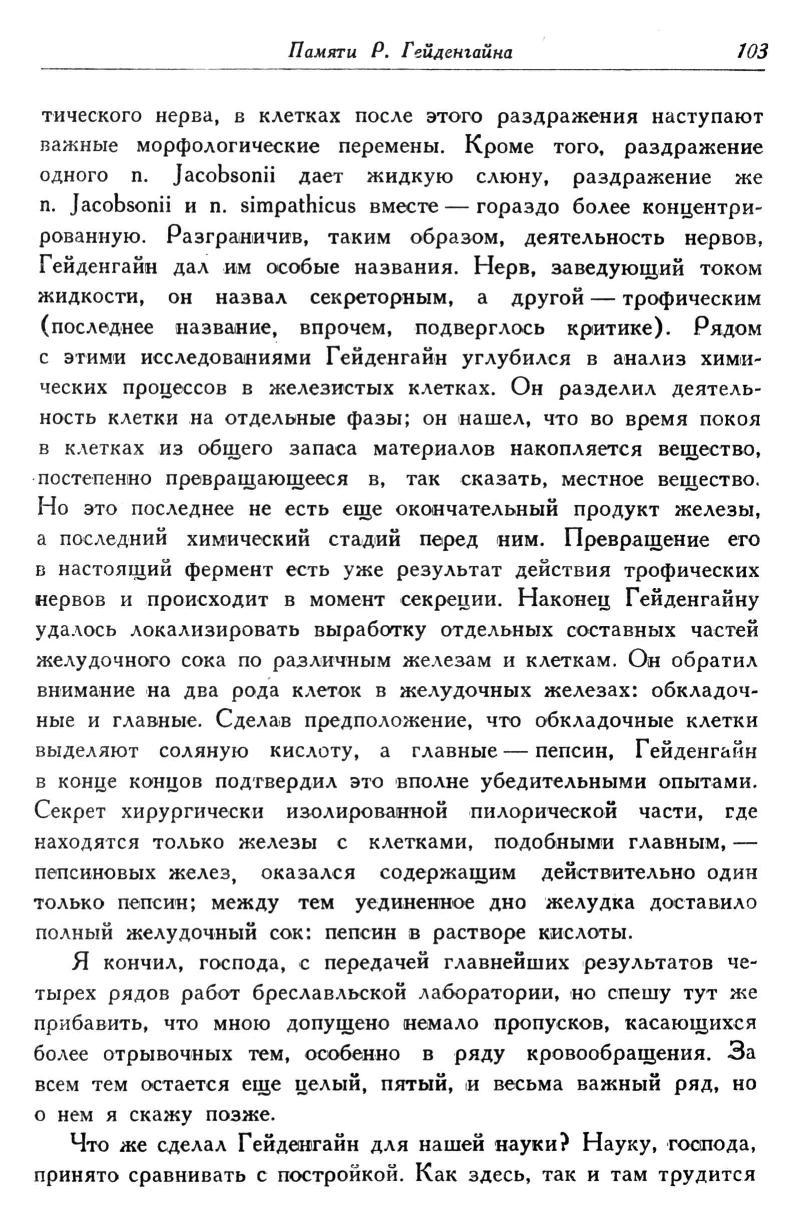 Памяти Р. Гейденгайна 103
тического нерва, в клетках после этого раздражения наступают
важные морфологические перемены. Кроме того, раздражение
одного n. Jacobsonii дает жидкую слюну, раздражение же
n. Jacobsonii и n. simpathicus вместе — гораздо более концентри-
рованную. Разграничив, таким образом, деятельность нервов,
Гейденгайн дал им особые названия. Нерв, заведующий током
жидкости, он назвал секреторным, а другой — трофическим
(последнее название, впрочем, подверглось критике). Рядом
с этими исследованиями Гейденгайн углубился в анализ хими-
ческих процессов в железистых клетках. Он разделил деятель-
ность клетки на отдельные фазы; он нашел, что во время покоя
в клетках из общего запаса материалов накопляется вещество,
постепенно превращающееся в, так сказать, местное вещество.
Но это последнее не есть еще окончательный продукт железы,
а последний химический стадий перед ним. Превращение его
в настоящий фермент есть уже результат действия трофических
нервов и происходит в момент секреции. Наконец Гейденгайну
удалось локализировать выработку отдельных составных частей
желудочного сока по различным железам и клеткам. Он обратил
внимание на два рода клеток в желудочных железах: обкладоч-
ные и главные. Сделав предположение, что обкладочные клетки
выделяют соляную кислоту, а главные — пепсин, Гейденгайн
в конце концов подтвердил это вполне убедительными опытами.
Секрет хирургически изолированной пилорической части, где
находятся только железы с клетками, подобными главным, —
пепсиновых желез, оказался содержащим действительно один
только пепсин; между тем уединенное дно желудка доставило
полный желудочный сок: пепсин в растворе кислоты.
Я кончил, господа, с передачей главнейших результатов че-
тырех рядов работ бреславльской лаборатории, но спешу тут же
прибавить, что мною допущено немало пропусков, касающихся
более отрывочных тем, особенно в ряду кровообращения. За
всем тем остается еще целый, пятый, и весьма важный ряд, но
о нем я скажу позже.
Что же сделал Гейденгайн для нашей науки? Науку, господа,
принято сравнивать с постройкой. Как здесь, так и там трудится